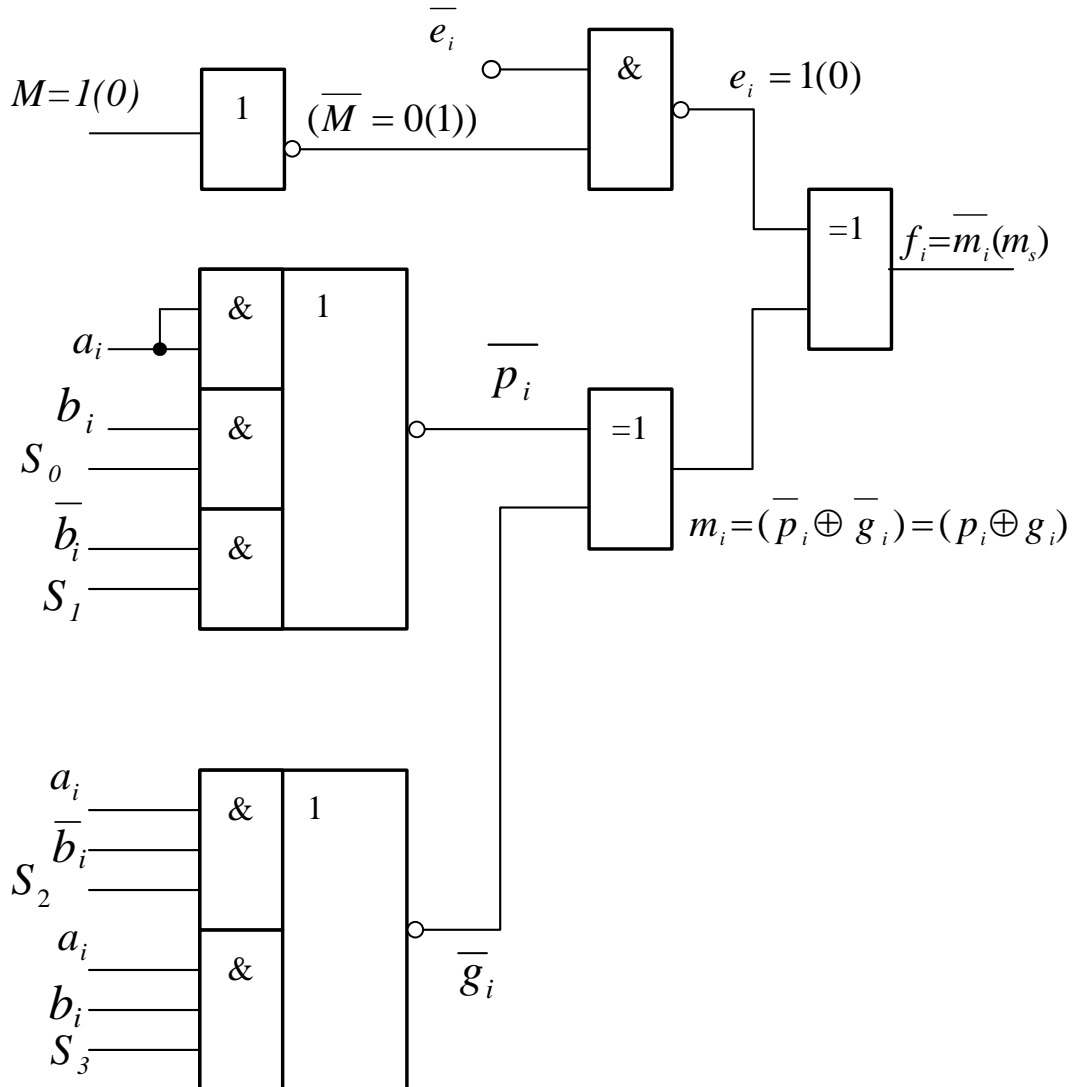 e̅ᵢ
M=1(0)
1
(M̅ = 0(1))
&
eᵢ = 1(0)
=1
fᵢ=m̅ᵢ(mₛ)
&
1
aᵢ
p̅ᵢ
bᵢ
&
=1
S₀
b̅ᵢ
&
mᵢ=(p̅ᵢ⊕g̅ᵢ)=(pᵢ⊕gᵢ)
S₁
aᵢ
&
1
b̅ᵢ
S₂
aᵢ
&
g̅ᵢ
bᵢ
S₃